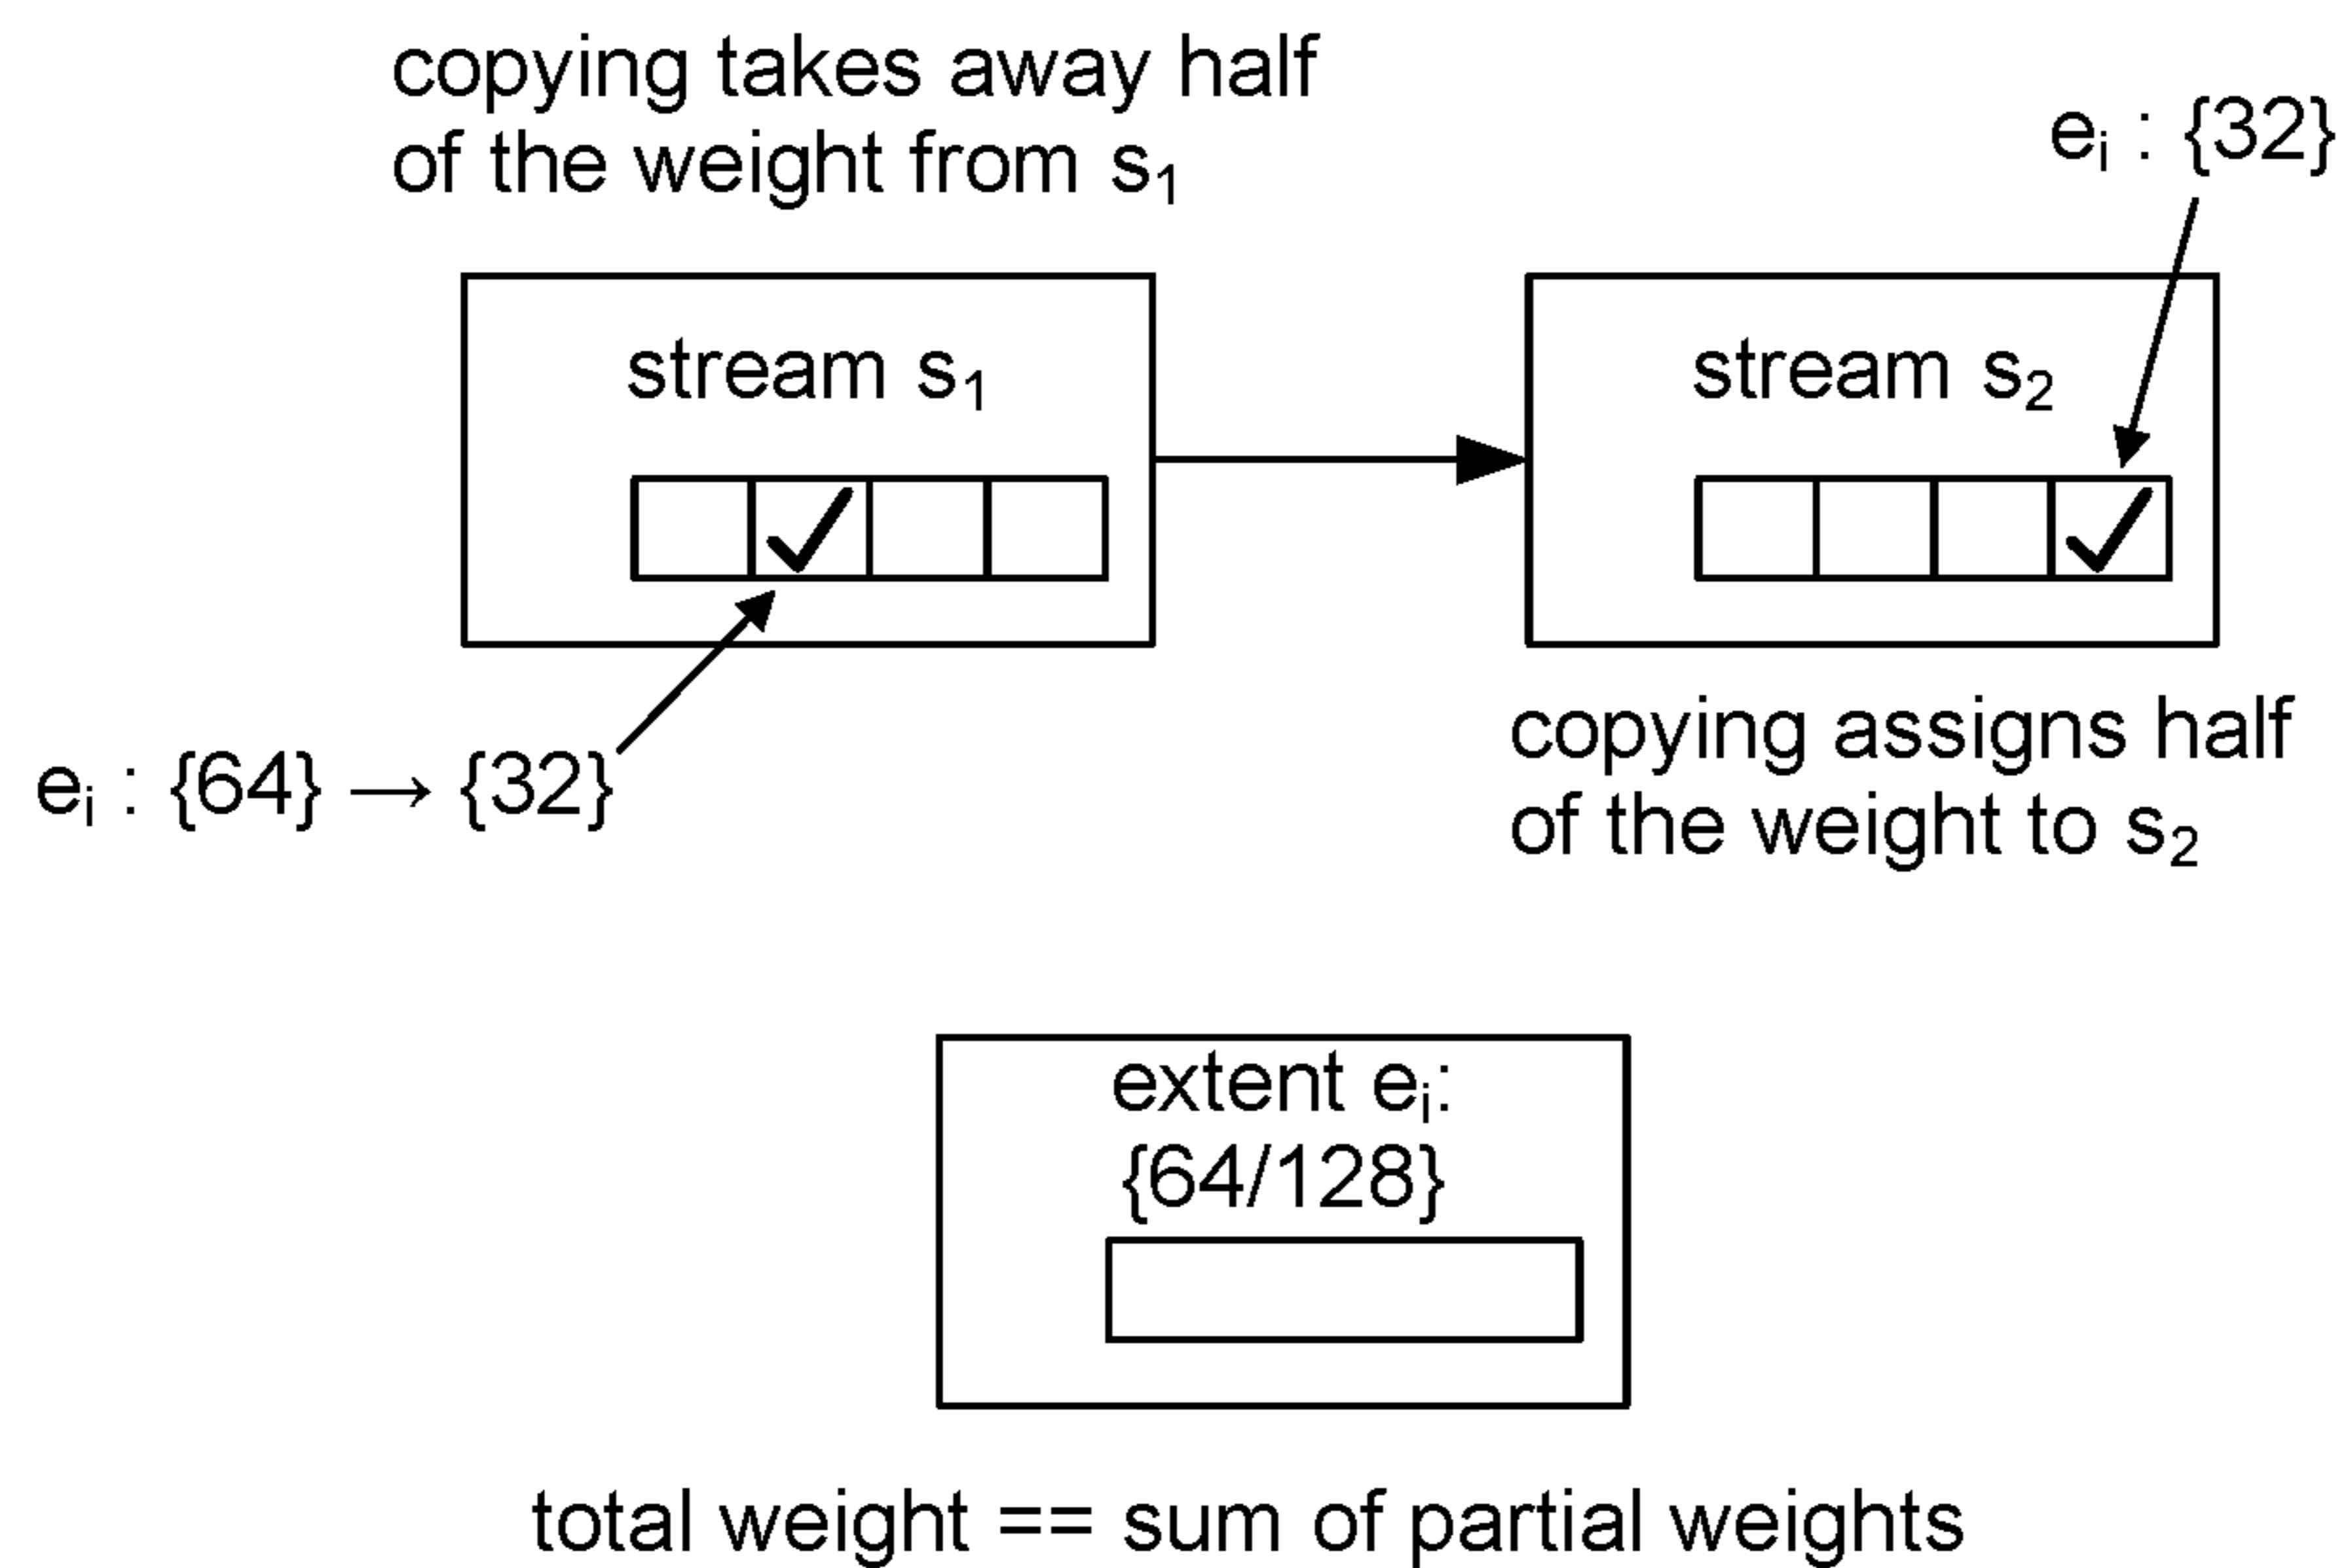 copying takes away half
of the weight from s₁
eᵢ : {32}
stream s₁
stream s₂
eᵢ : {64} → {32}
copying assigns half
of the weight to s₂
extent eᵢ:
{64/128}
total weight == sum of partial weights